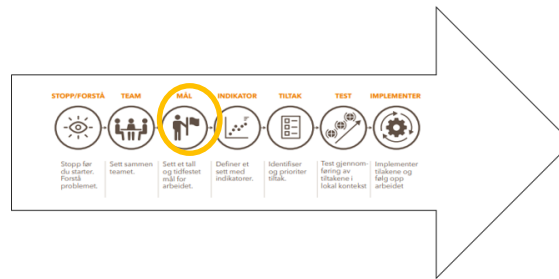 STOPP/FORSTÅ TEAM MÅL INDIKATOR TILTAK TEST IMPLEMENTER
Stopp før
du starter.
Forstå
problemet.
Sett sammen
teamet.
Sett et tall
og tidfestet
mål for
arbeidet.
Definer et
sett med
indikatorer.
Identifiser
og prioriter
tiltak.
Test gjennom-
føring av
tiltakene i
lokal kontekst
Implementer
tilakene og
følg opp
arbeidet